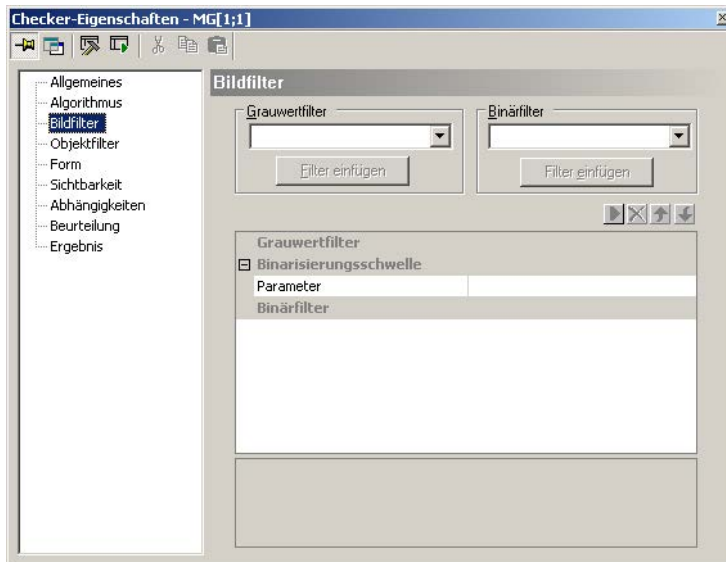 Checker-Eigenschaften - MG[1;1]
Allgemeines
Algorithmus
Bildfilter
Objektfilter
Form
Sichtbarkeit
Abhängigkeiten
Beurteilung
Ergebnis
Bildfilter
Grauwertfilter
Binärfilter
Filter einfügen
Filter einfügen
Grauwertfilter
Binarisierungsschwelle
Parameter
Binärfilter